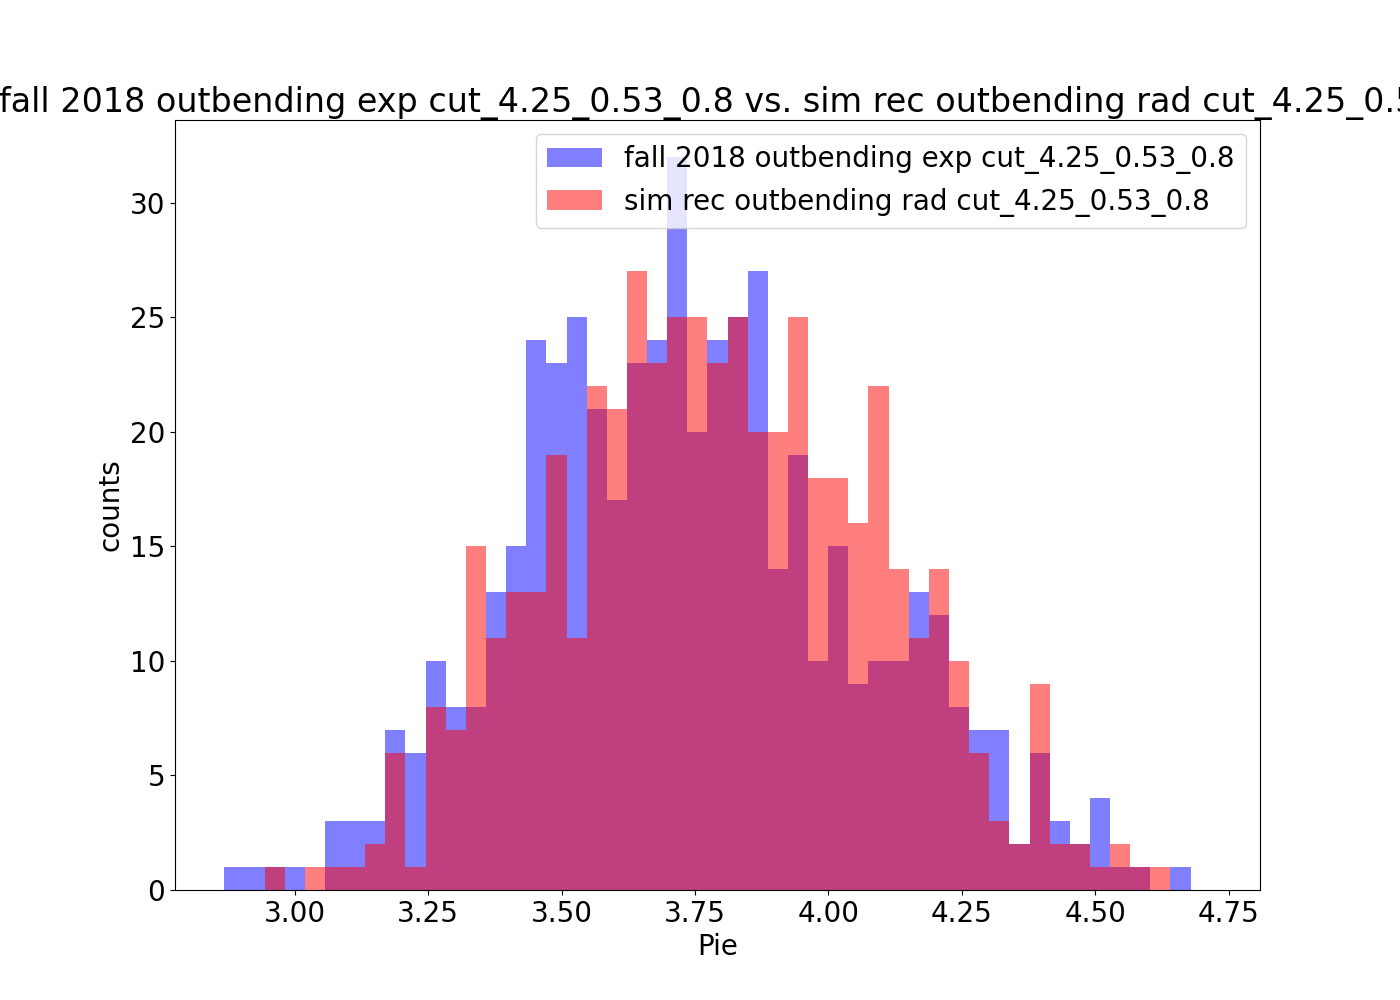 fall 2018 outbending exp cut_4.25_0.53_0.8 vs. sim rec outbending rad cut_4.25_0.5
fall 2018 outbending exp cut_4.25_0.53_0.8
sim rec outbending rad cut_4.25_0.53_0.8
30
25
20
15
10
5
0
counts
3.00 3.25 3.50 3.75 4.00 4.25 4.50 4.75
Pie